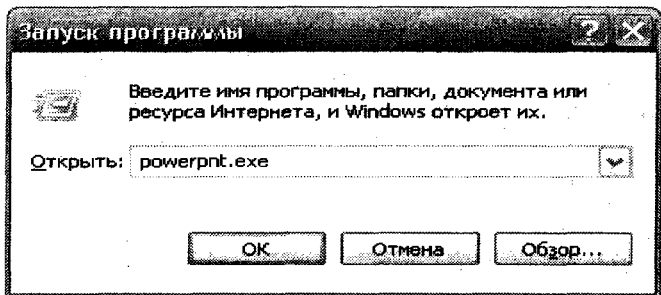 Запуск программы
Введите имя программы, папки, документа или
ресурса Интернета, и Windows откроет их.
Открыть: powerpnt.exe
ОК Отмена Обзор...